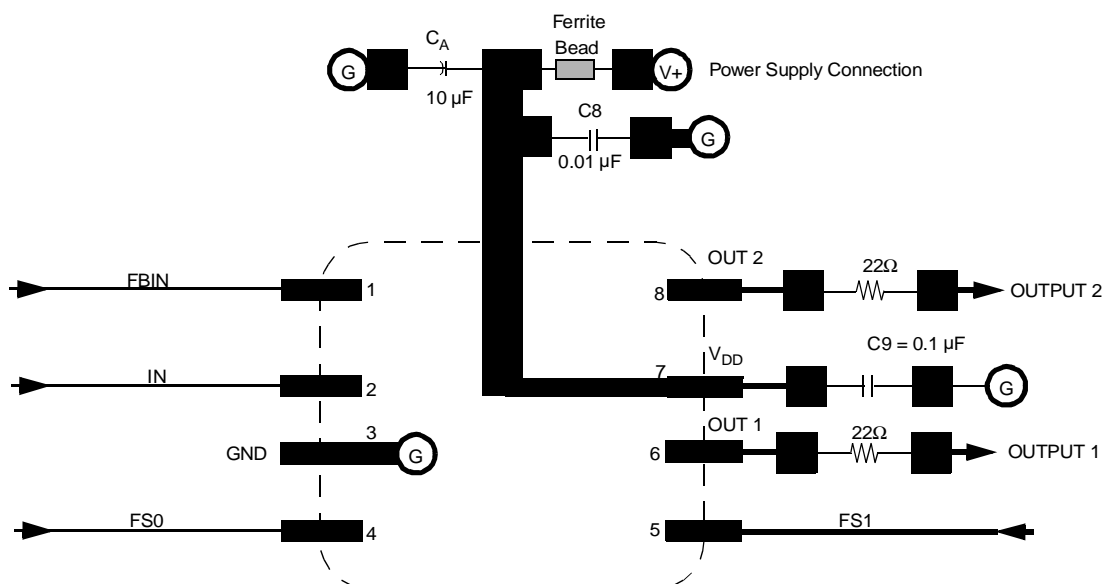 Ferrite
Bead
C_A
G
V+
Power Supply Connection
10 µF
C8
G
0.01 µF
OUT 2
22Ω
FBIN
1
8
OUTPUT 2
V_DD
C9 = 0.1 µF
IN
2
7
G
3
OUT 1
22Ω
GND
G
6
OUTPUT 1
FS0
4
5
FS1